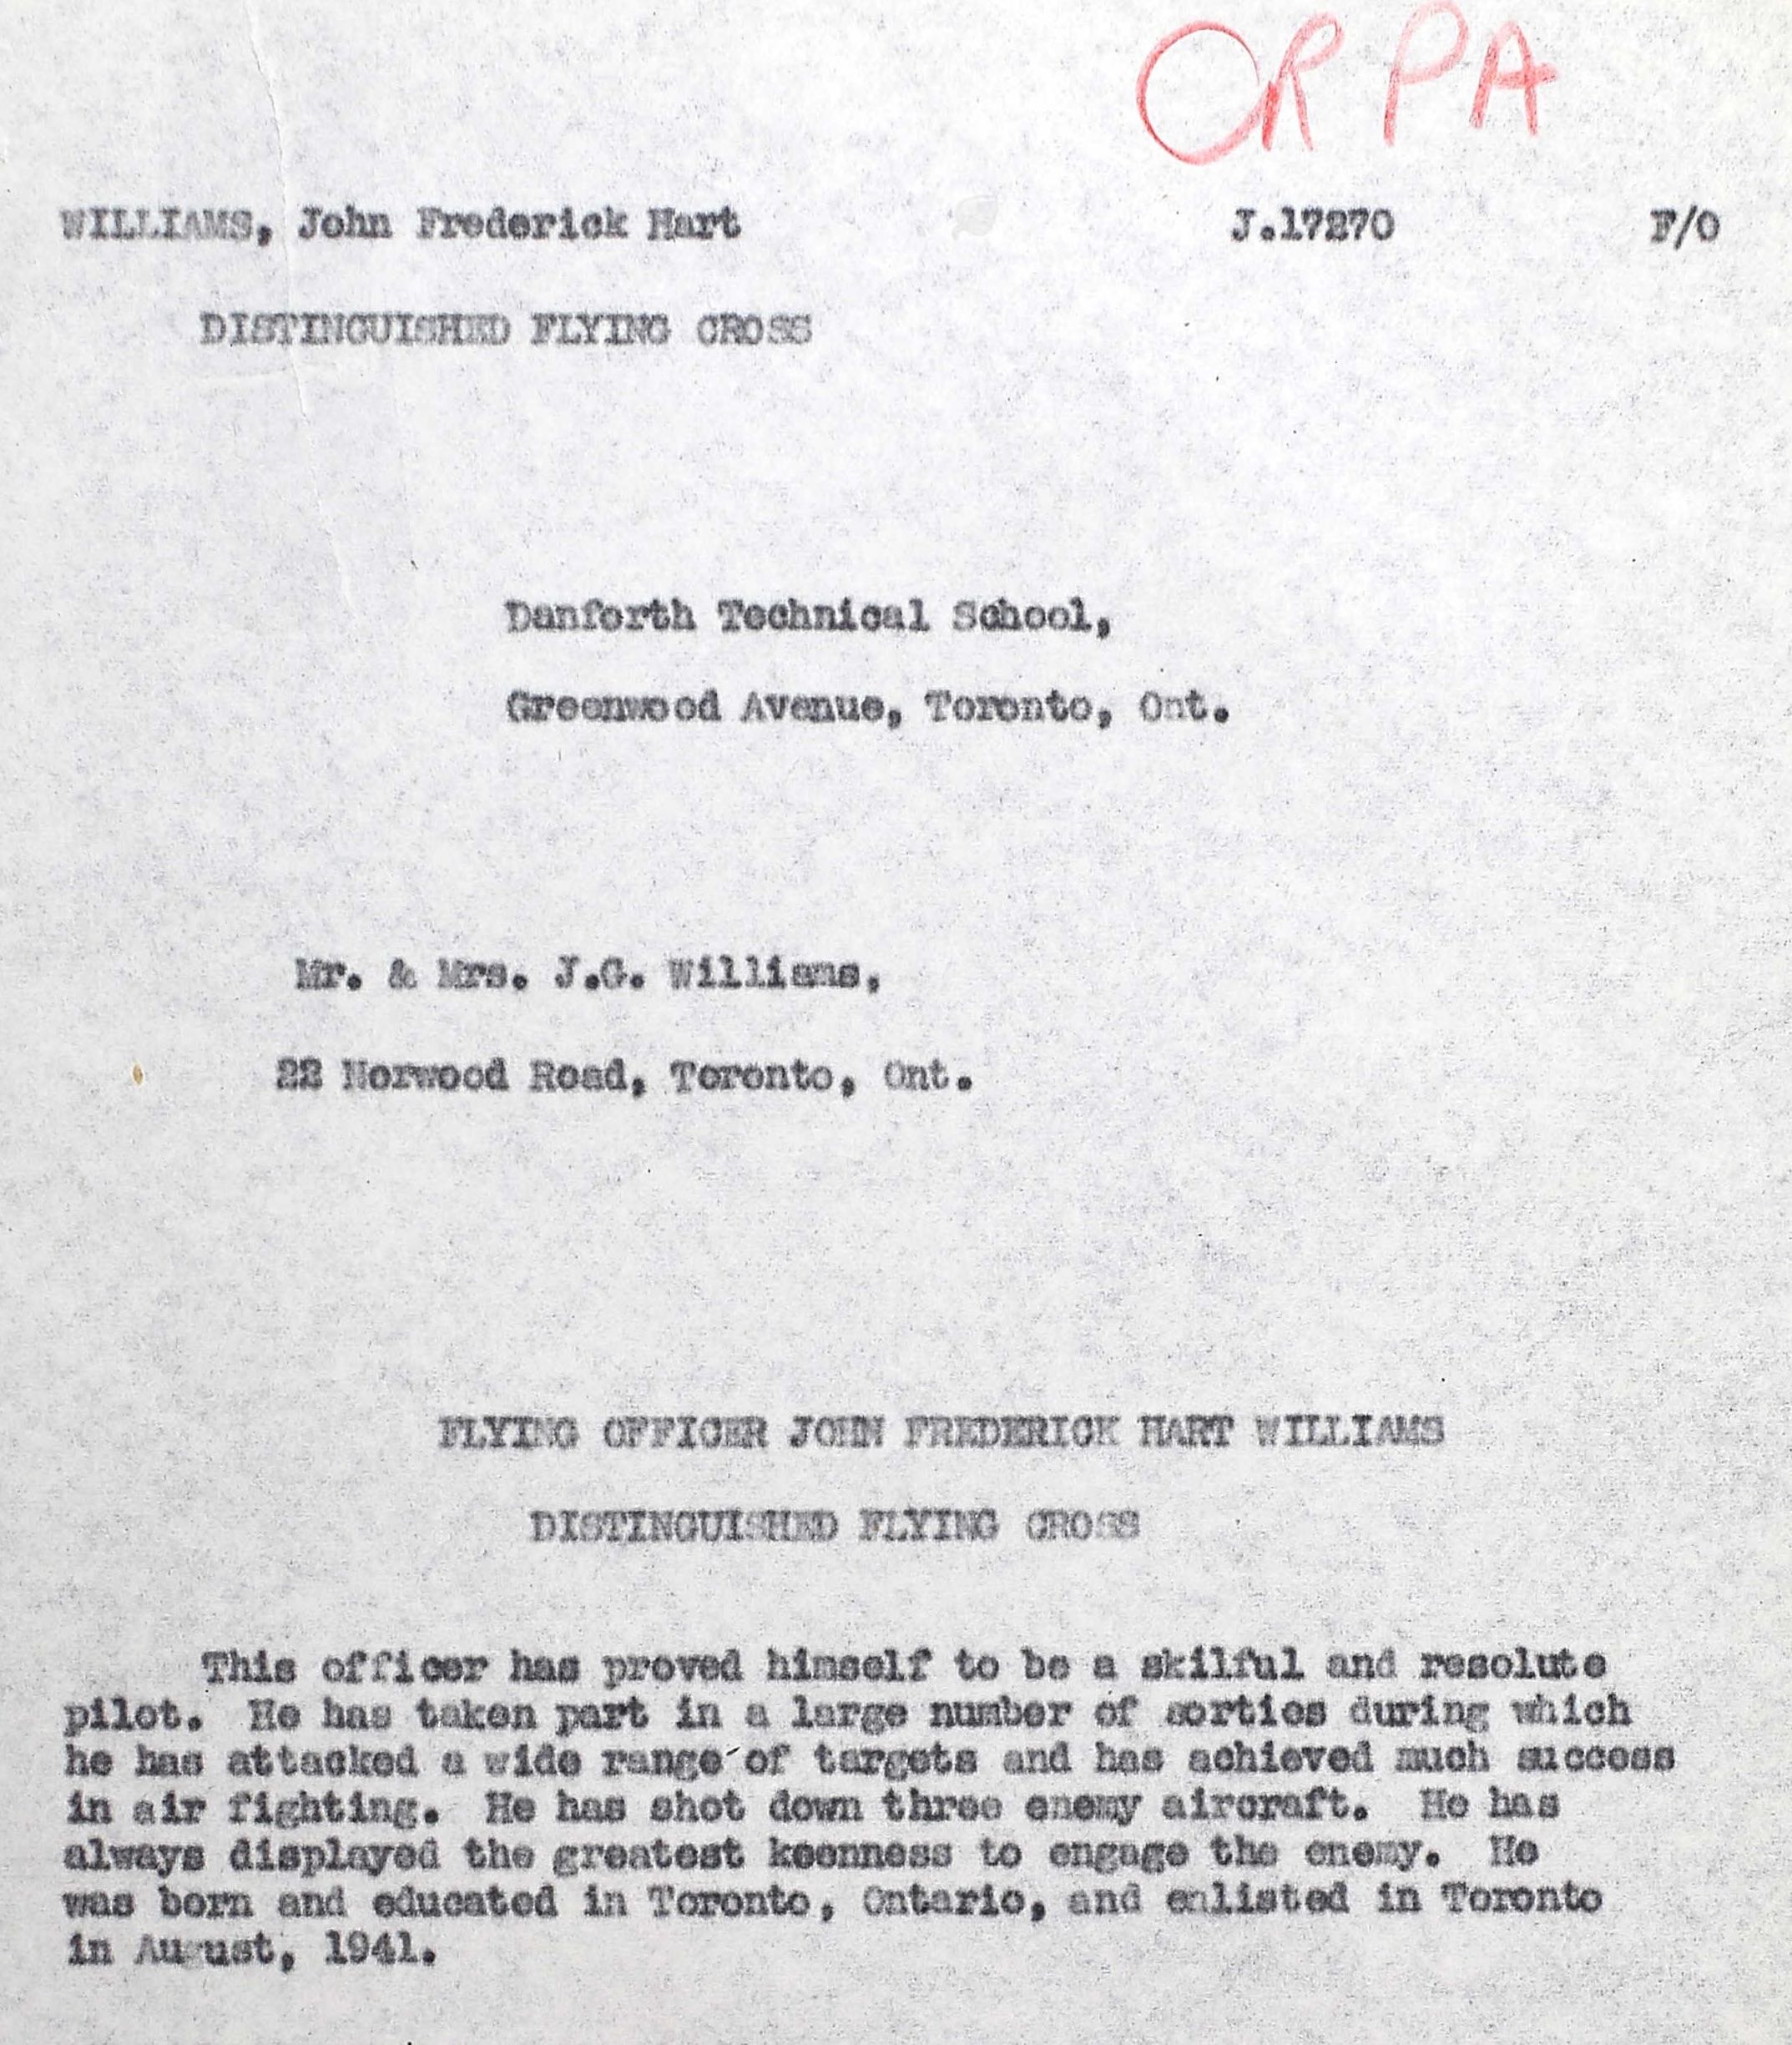 CR PA
WILLIAMS, John Frederick Hart J.17270 F/O
DISTINGUISHED FLYING CROSS
Danforth Technical School,
Greenwood Avenue, Toronto, Ont.
Mr. & Mrs. J.G. Williams,
22 Norwood Road, Toronto, Ont.
FLYING OFFICER JOHN FREDERICK HART WILLIAMS
DISTINGUISHED FLYING CROSS
This officer has proved himself to be a skilful and resolute
pilot. He has taken part in a large number of sorties during which
he has attacked a wide range of targets and has achieved much success
in air fighting. He has shot down three enemy aircraft. He has
always displayed the greatest keenness to engage the enemy. He
was born and educated in Toronto, Ontario, and enlisted in Toronto
in August, 1941.